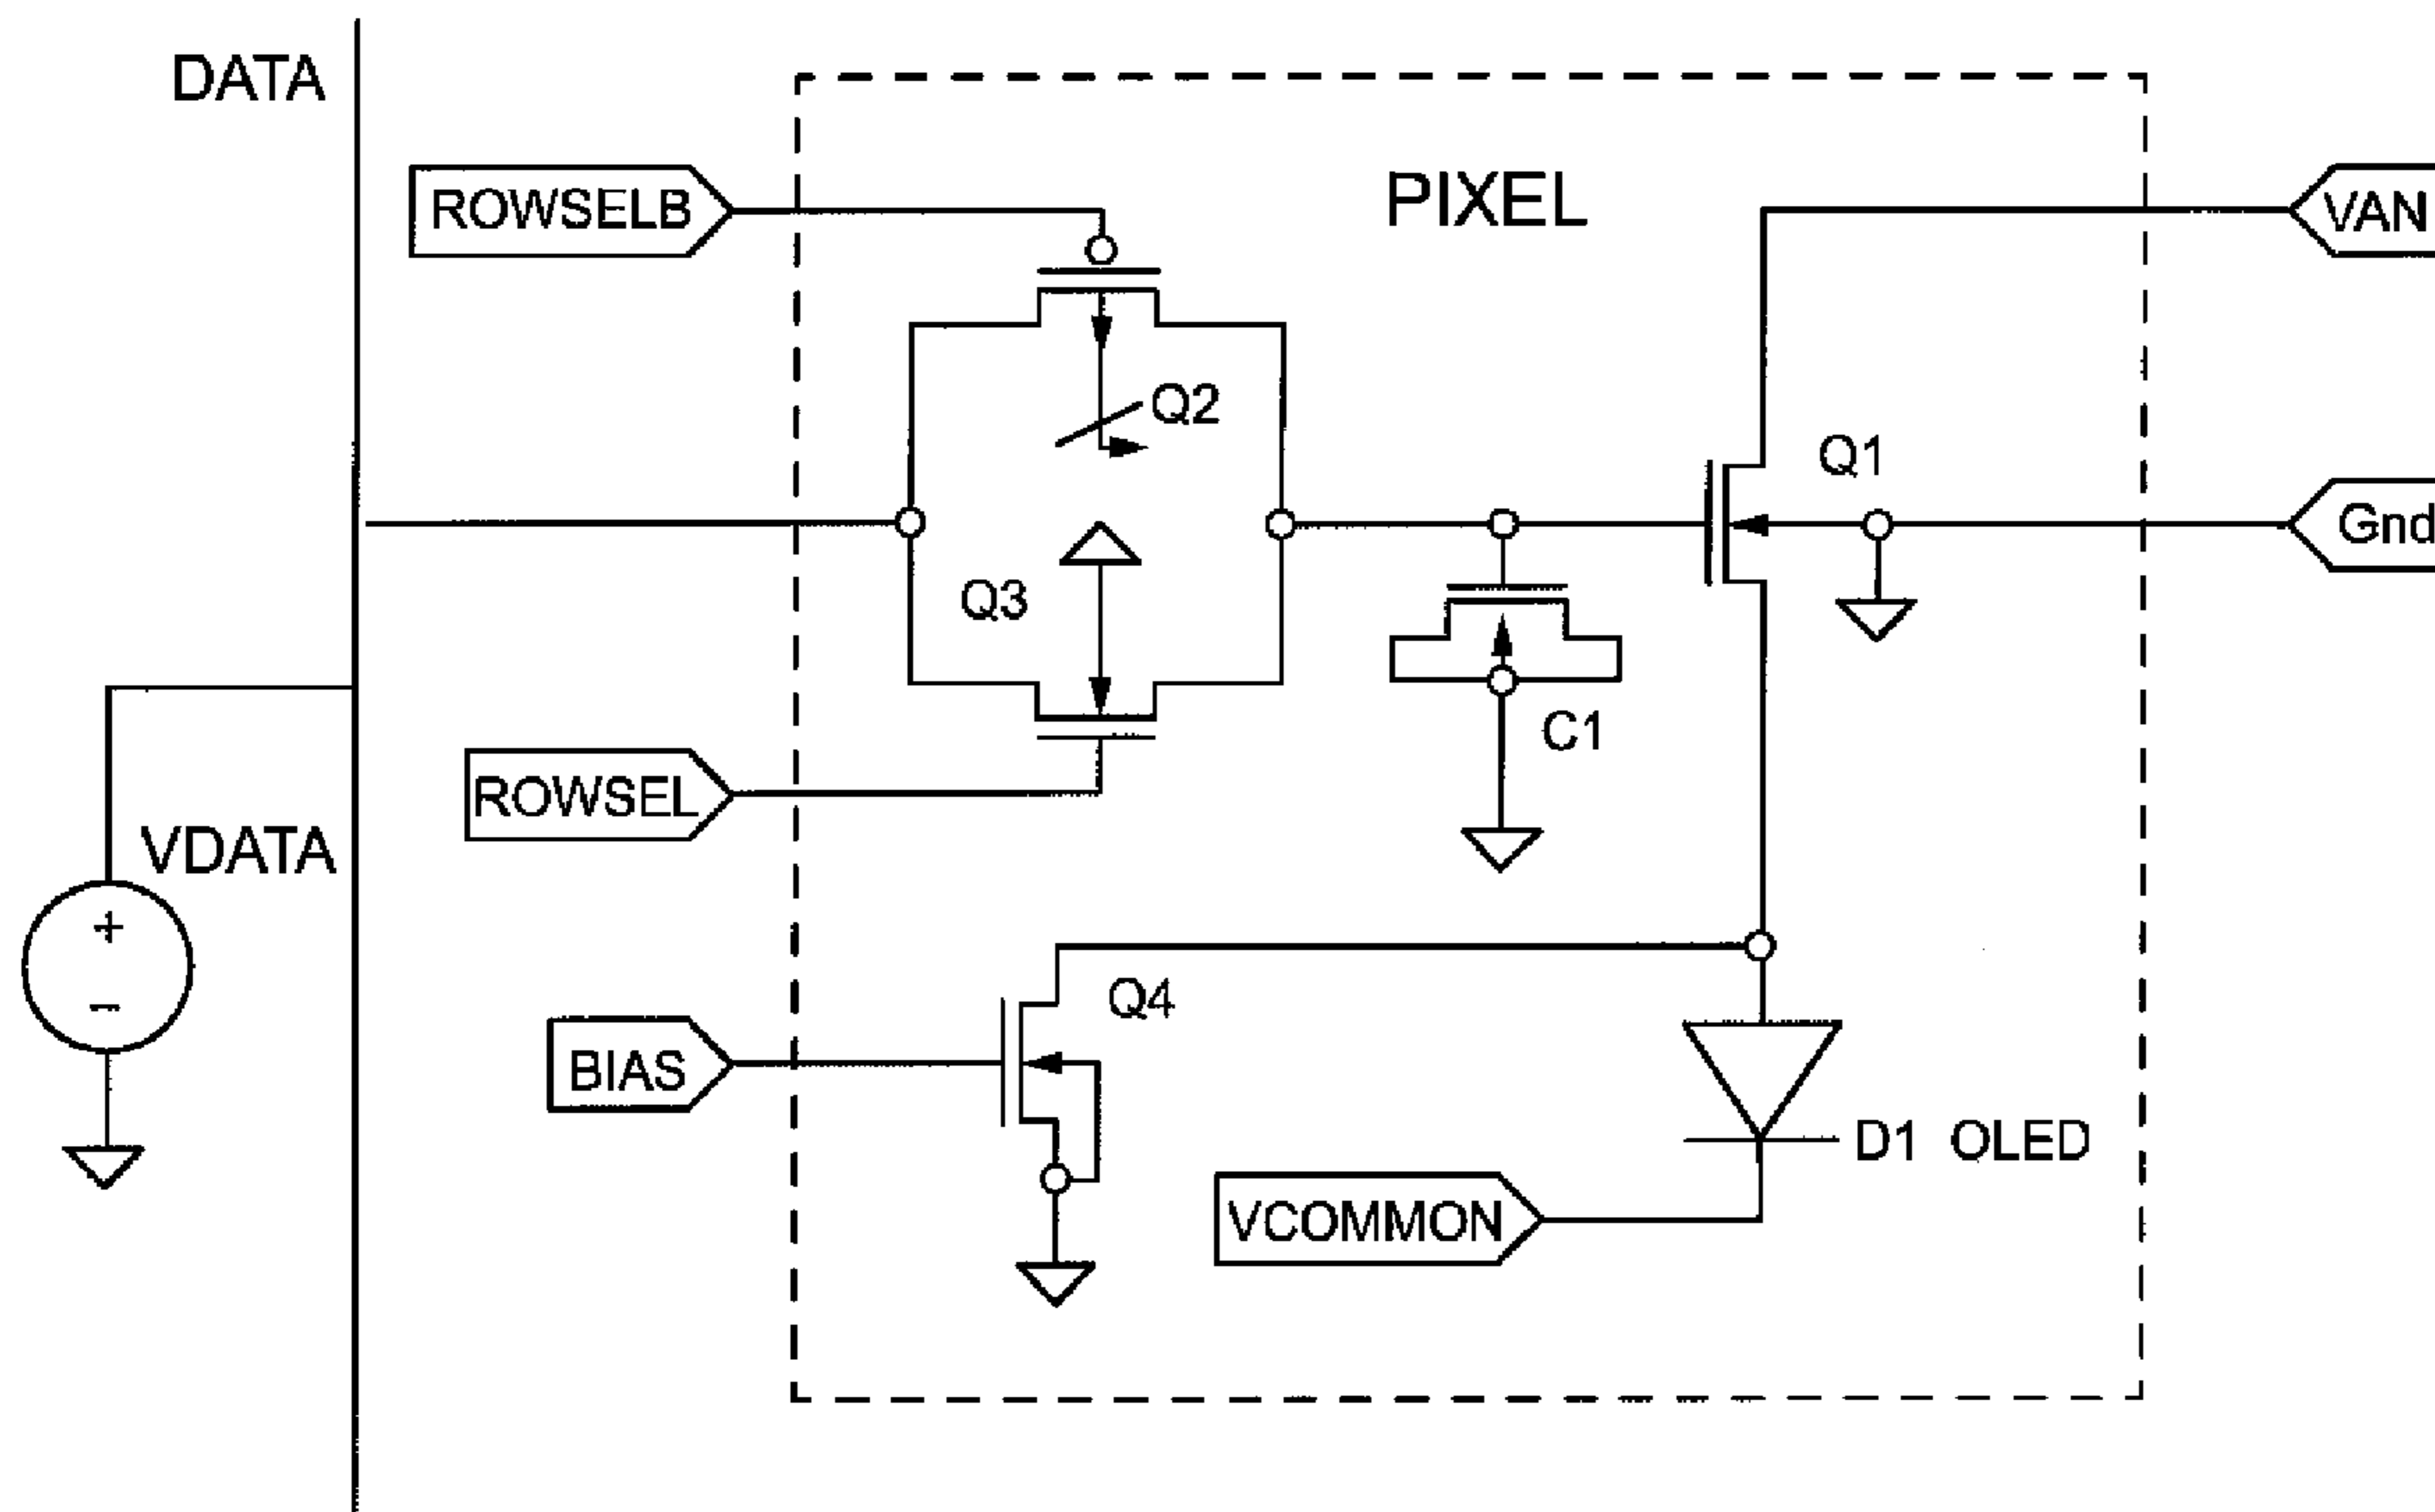 DATA
ROWSELB
PIXEL
VAN
Q2
Q1
Gnd
Q3
C1
ROWSEL
VDATA
+
−
Q4
BIAS
D1 OLED
VCOMMON